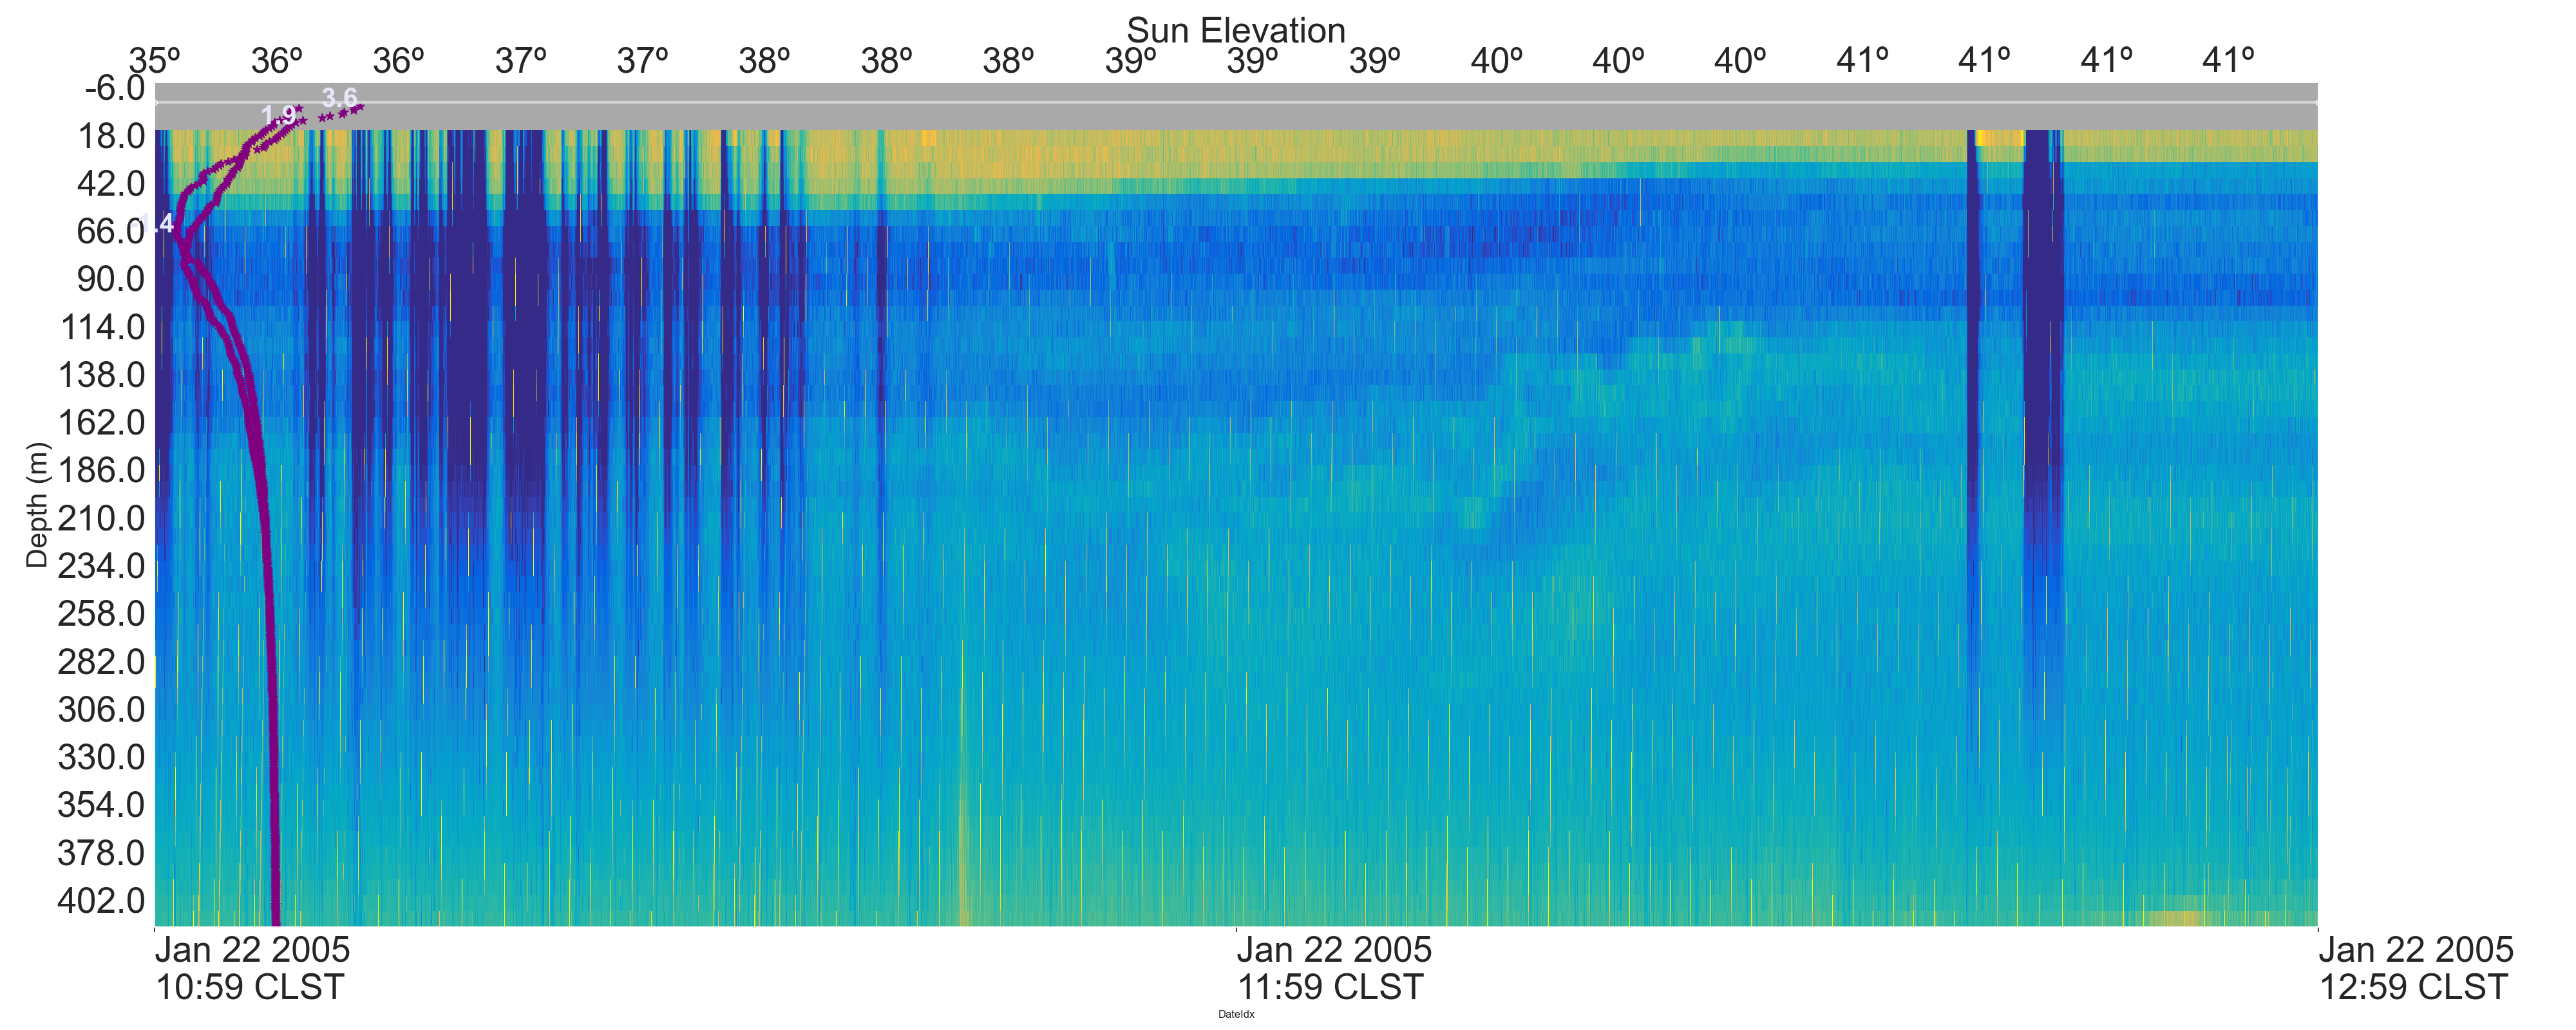 Sun Elevation
35º 36º 36º 37º 37º 38º 38º 38º 39º 39º 39º 40º 40º 40º 41º 41º 41º 41º
-6.0
3.6
1.9
18.0
42.0
.4
66.0
90.0
114.0
138.0
162.0
186.0
210.0
234.0
258.0
282.0
306.0
330.0
354.0
378.0
402.0
Depth (m)
Jan 22 2005
10:59 CLST
Jan 22 2005
11:59 CLST
Jan 22 2005
12:59 CLST
DateIdx